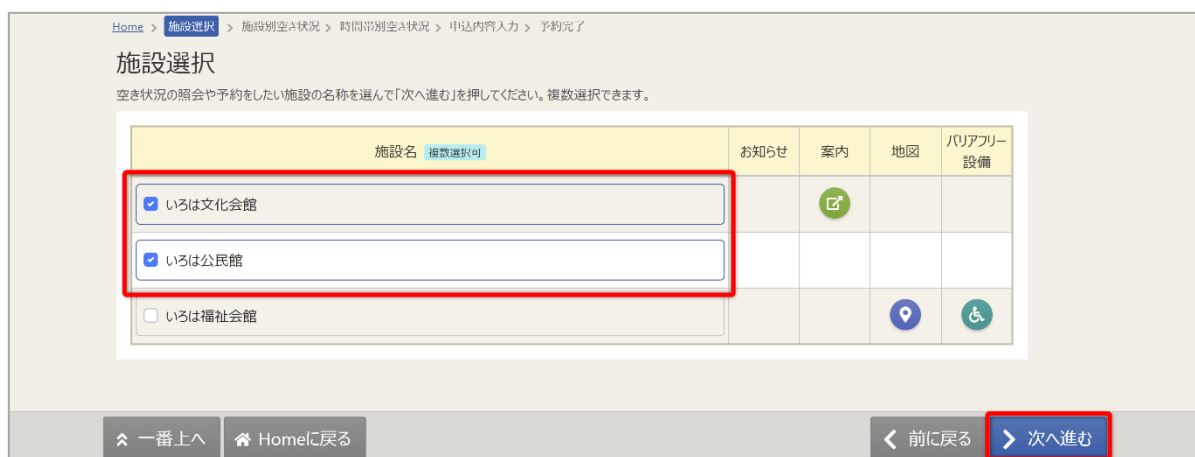 Home > 施設選択 > 施設別空き状況 > 時間帯別空き状況 > 申込内容入力 > 予約完了
施設選択
空き状況の照会や予約をしたい施設の名称を選んで「次へ進む」を押してください。複数選択できます。
施設名 複数選択可 お知らせ 案内 地図 バリアフリー設備
いろは文化会館
いろは公民館
いろは福祉会館
一番上へ Homeに戻る 前に戻る 次へ進む